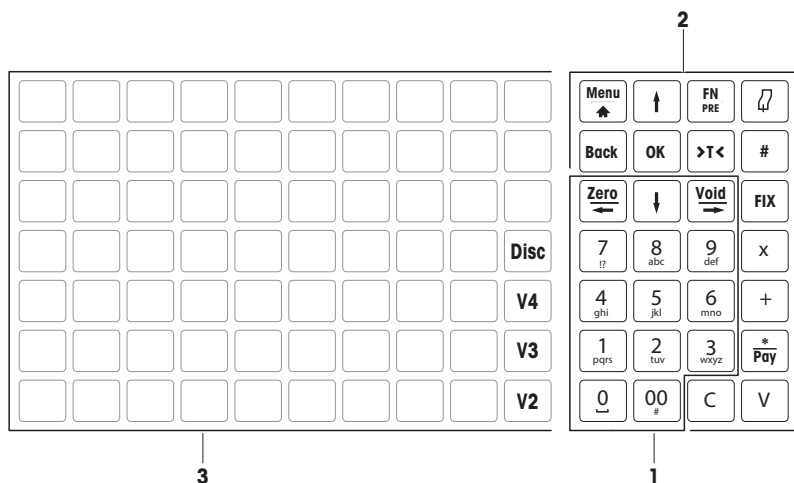 2
Menu FN PRE
Back OK >T< #
Zero Void FIX
Disc 7 !? 8 abc 9 def x
V4 4 ghi 5 jkl 6 mno +
V3 1 pqrs 2 tuv 3 wxyz * Pay
V2 0 00 # C V
3 1